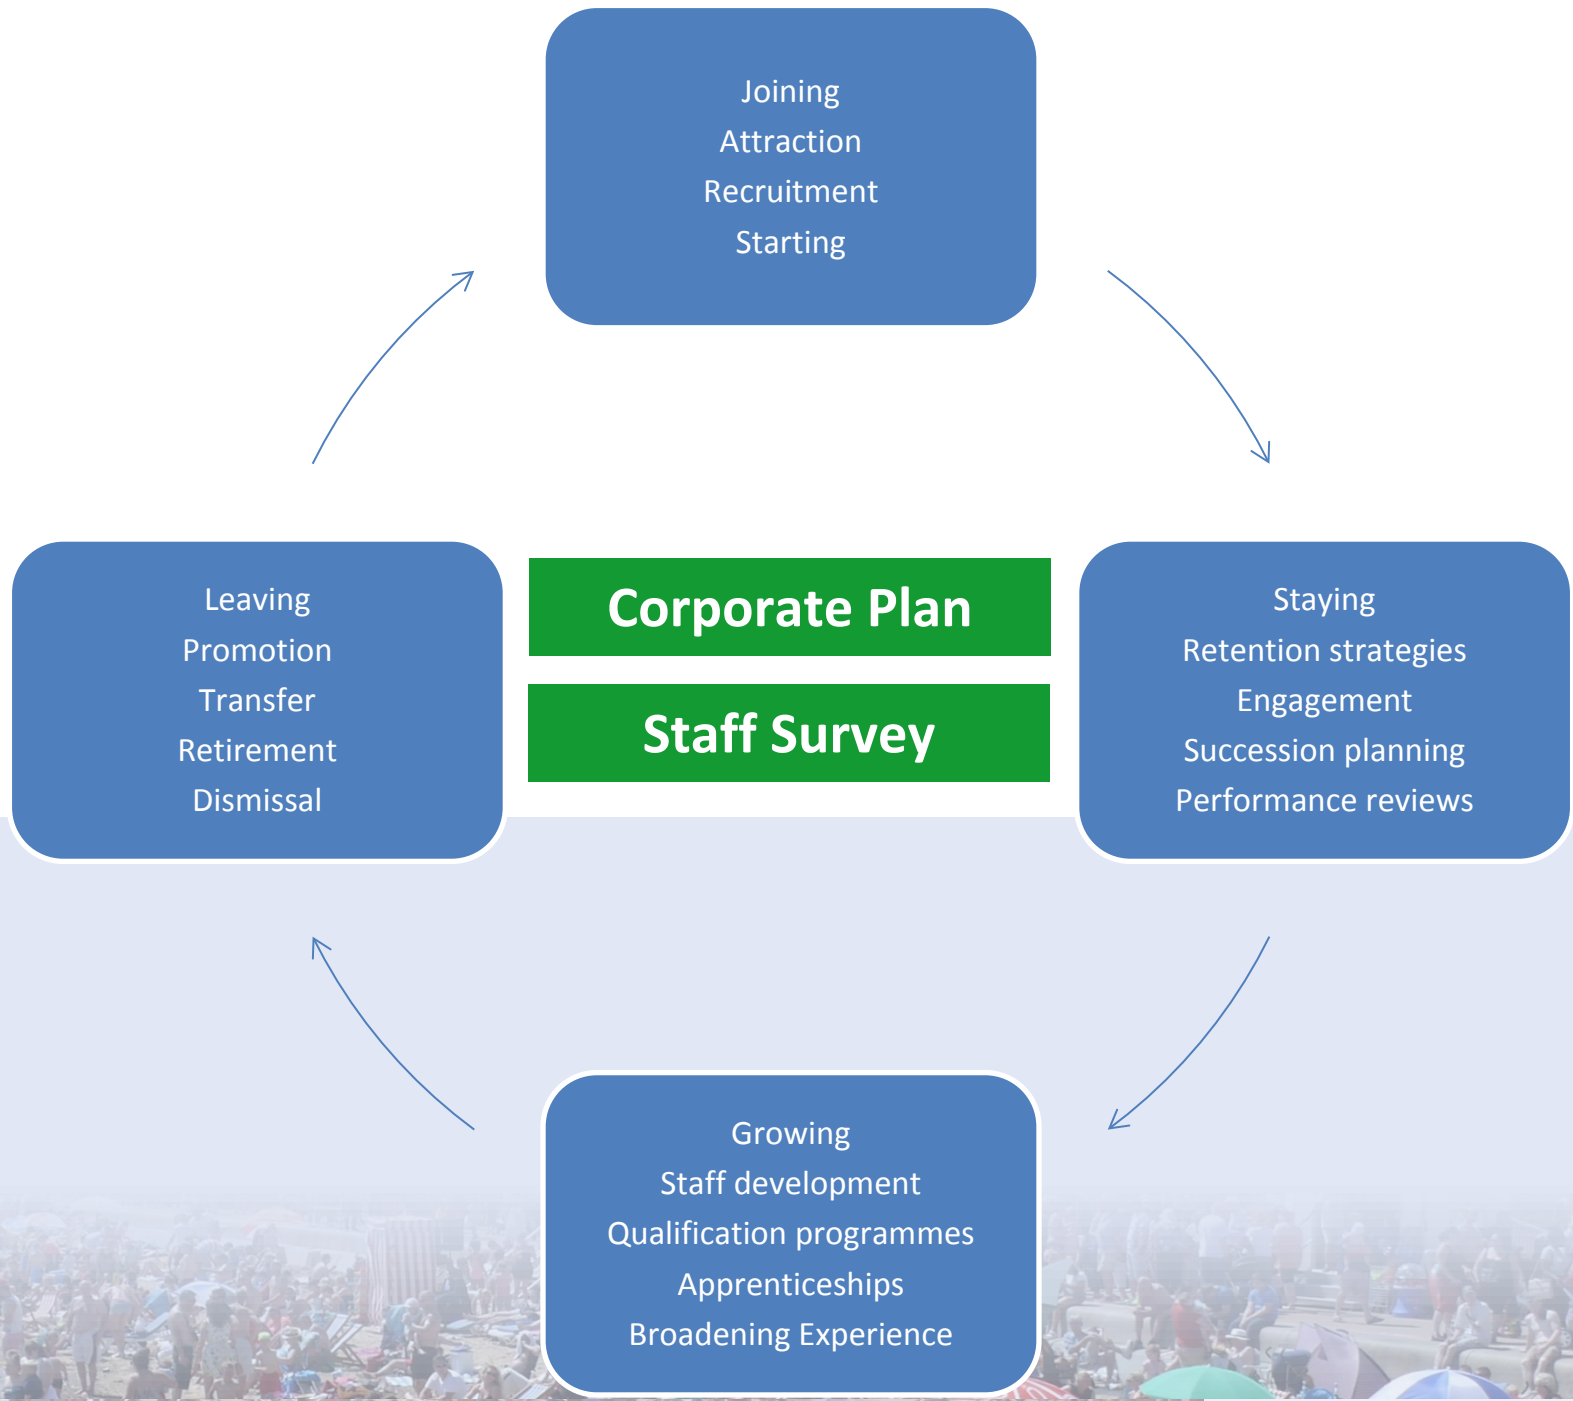 Joining
Attraction
Recruitment
Starting
Leaving
Promotion
Transfer
Retirement
Dismissal
Corporate Plan
Staff Survey
Staying
Retention strategies
Engagement
Succession planning
Performance reviews
Growing
Staff development
Qualification programmes
Apprenticeships
Broadening Experience